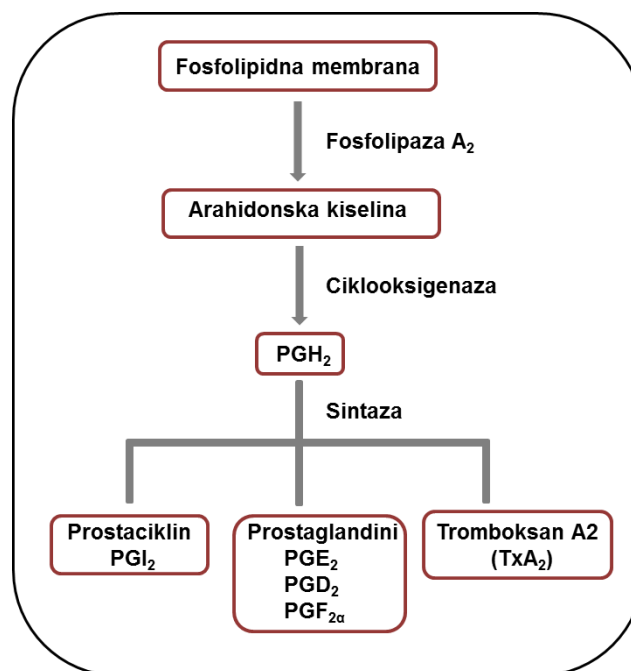 Fosfolipidna membrana
Fosfolipaza A₂
Arahidonska kiselina
Ciklooksigenaza
PGH₂
Sintaza
Prostaciklin
PGI₂
Prostaglandini
PGE₂
PGD₂
PGF₂α
Tromboksan A2
(TxA₂)